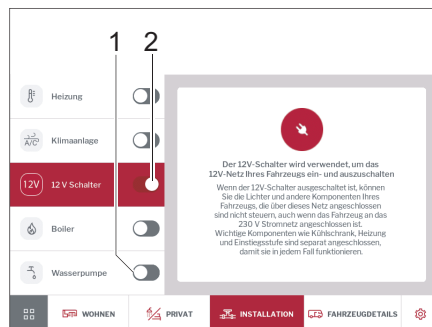 1 2
Heizung
A/C Klimaanlage
12V 12 V Schalter
Boiler
Wasserpumpe
Der 12V-Schalter wird verwendet, um das
12V-Netz Ihres Fahrzeugs ein- und auszuschalten
Wenn der 12V-Schalter ausgeschaltet ist, können
Sie die Lichter und andere Komponenten Ihres
Fahrzeugs, die über dieses Netz angeschlossen
sind nicht steuern, auch wenn das Fahrzeug an das
230 V Stromnetz angeschlossen ist.
Wichtige Komponenten wie Kühlschrank, Heizung
und Einstiegsstufe sind separat angeschlossen,
damit sie in jedem Fall funktionieren.
WOHNEN PRIVAT INSTALLATION FAHRZEUGDETAILS